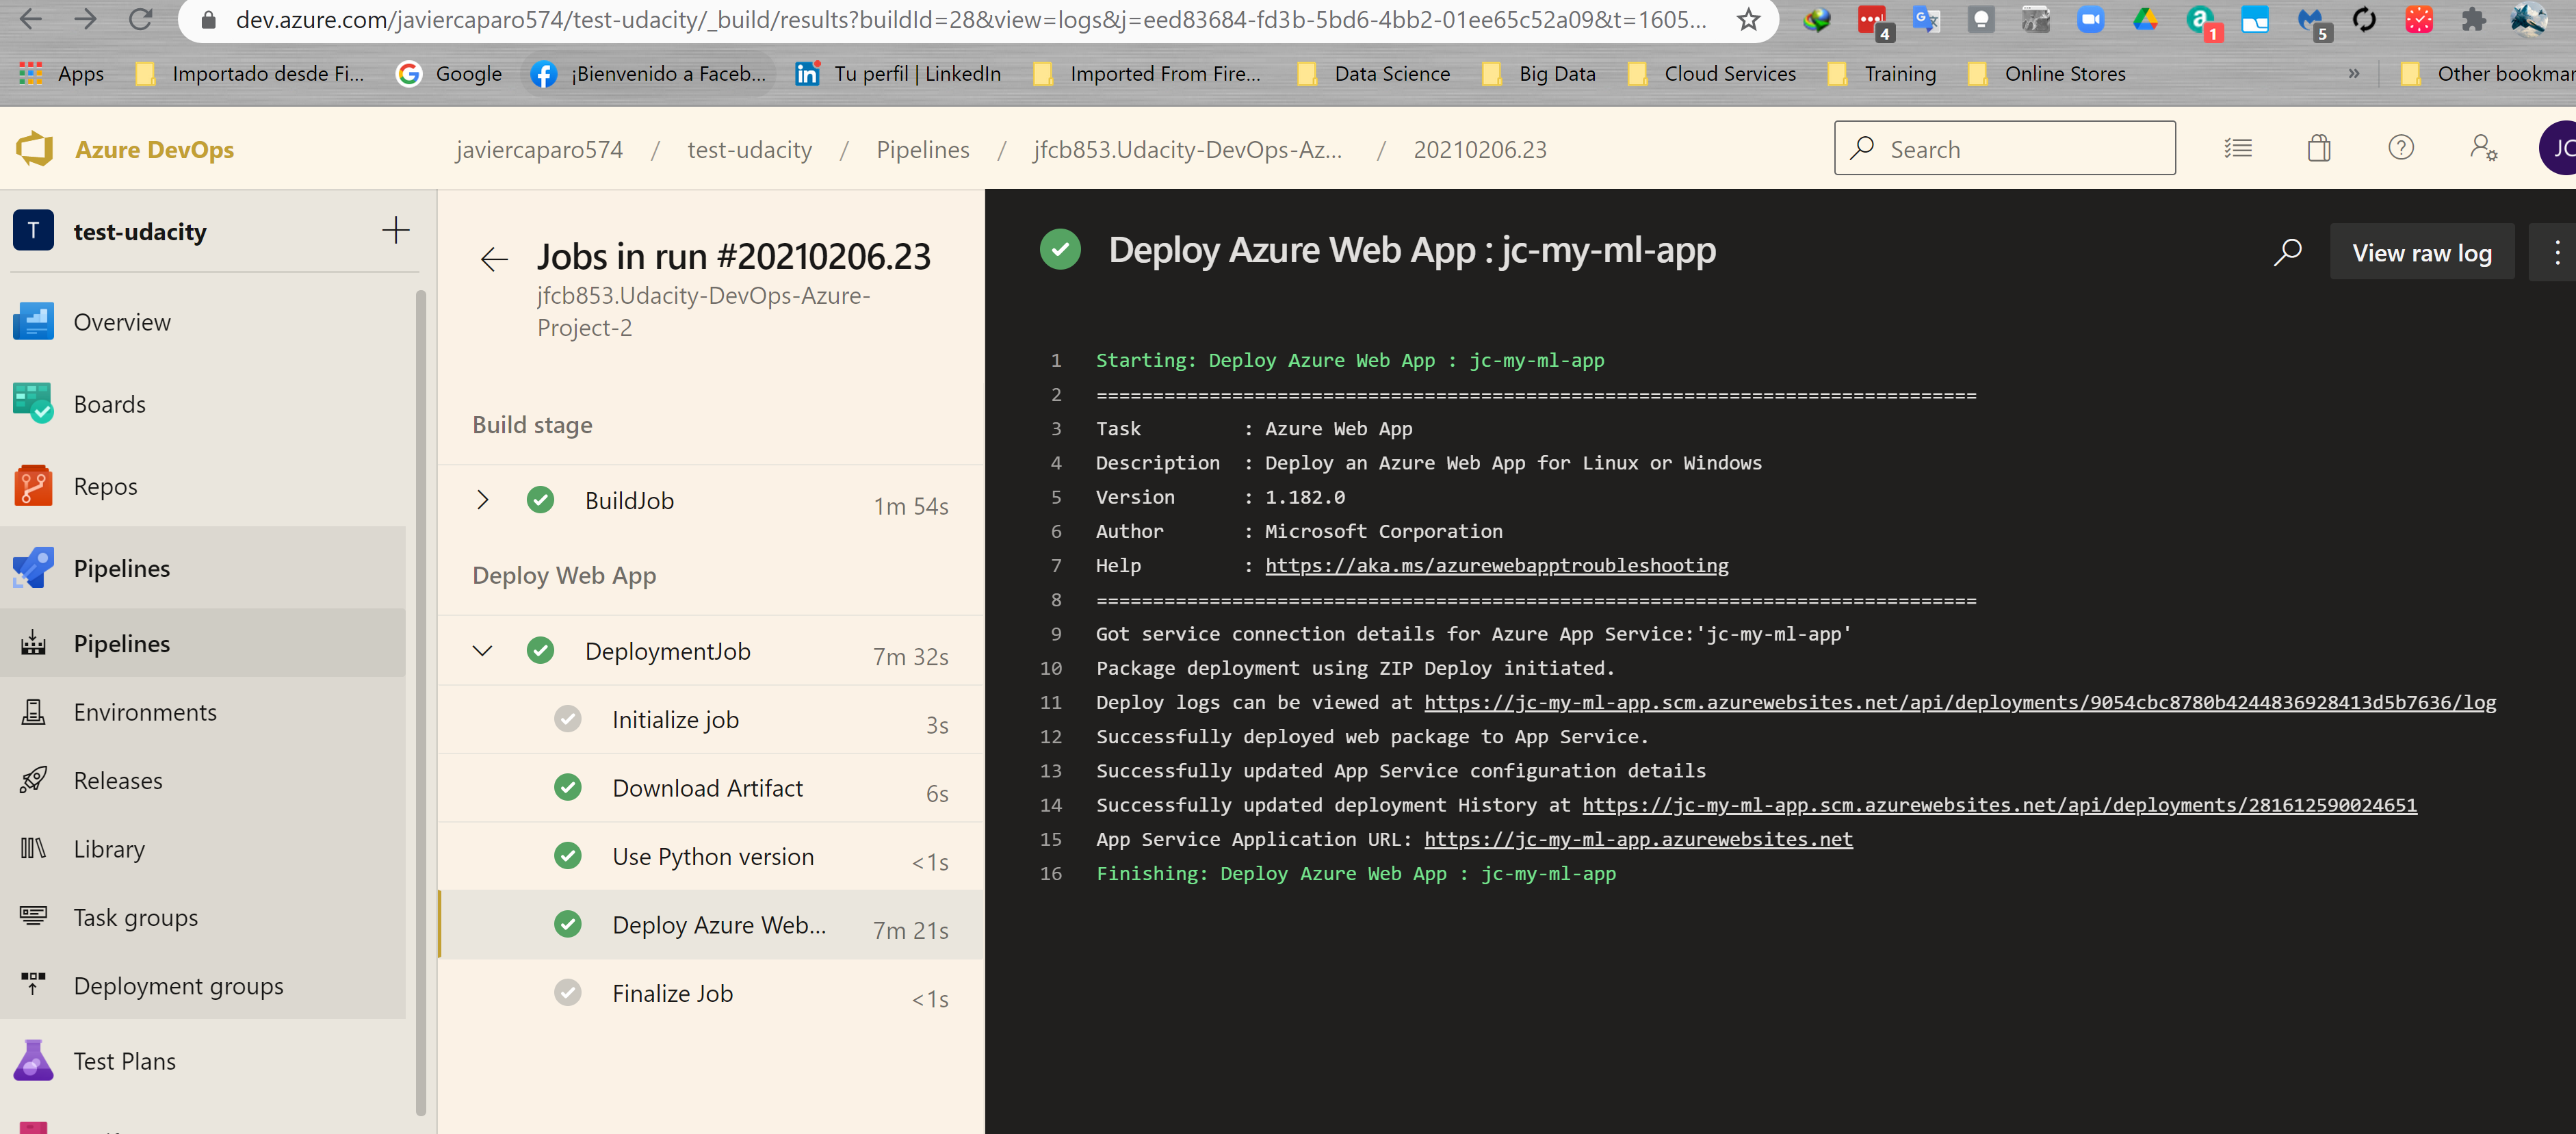 dev.azure.com/javiercaparo574/test-udacity/_build/results?buildId=28&view=logs&j=eed83684-fd3b-5bd6-4bb2-01ee65c52a09&t=1605...
4
1
5
Apps
Importado desde Fi...
Google
¡Bienvenido a Faceb...
Tu perfil | LinkedIn
Imported From Fire...
Data Science
Big Data
Cloud Services
Training
Online Stores
»
Other bookmar
Azure DevOps
javiercaparo574 / test-udacity / Pipelines / jfcb853.Udacity-DevOps-Az... / 20210206.23
Search
JC
T
test-udacity
Overview
Boards
Repos
Pipelines
Pipelines
Environments
Releases
Library
Task groups
Deployment groups
Test Plans
Jobs in run #20210206.23
jfcb853.Udacity-DevOps-Azure-
Project-2
Build stage
BuildJob 1m 54s
Deploy Web App
DeploymentJob 7m 32s
Initialize job 3s
Download Artifact 6s
Use Python version <1s
Deploy Azure Web... 7m 21s
Finalize Job <1s
Deploy Azure Web App : jc-my-ml-app
View raw log
1 Starting: Deploy Azure Web App : jc-my-ml-app
2 ==============================================================================
3 Task : Azure Web App
4 Description : Deploy an Azure Web App for Linux or Windows
5 Version : 1.182.0
6 Author : Microsoft Corporation
7 Help : https://aka.ms/azurewebapptroubleshooting
8 ==============================================================================
9 Got service connection details for Azure App Service:'jc-my-ml-app'
10 Package deployment using ZIP Deploy initiated.
11 Deploy logs can be viewed at https://jc-my-ml-app.scm.azurewebsites.net/api/deployments/9054cbc8780b4244836928413d5b7636/log
12 Successfully deployed web package to App Service.
13 Successfully updated App Service configuration details
14 Successfully updated deployment History at https://jc-my-ml-app.scm.azurewebsites.net/api/deployments/281612590024651
15 App Service Application URL: https://jc-my-ml-app.azurewebsites.net
16 Finishing: Deploy Azure Web App : jc-my-ml-app